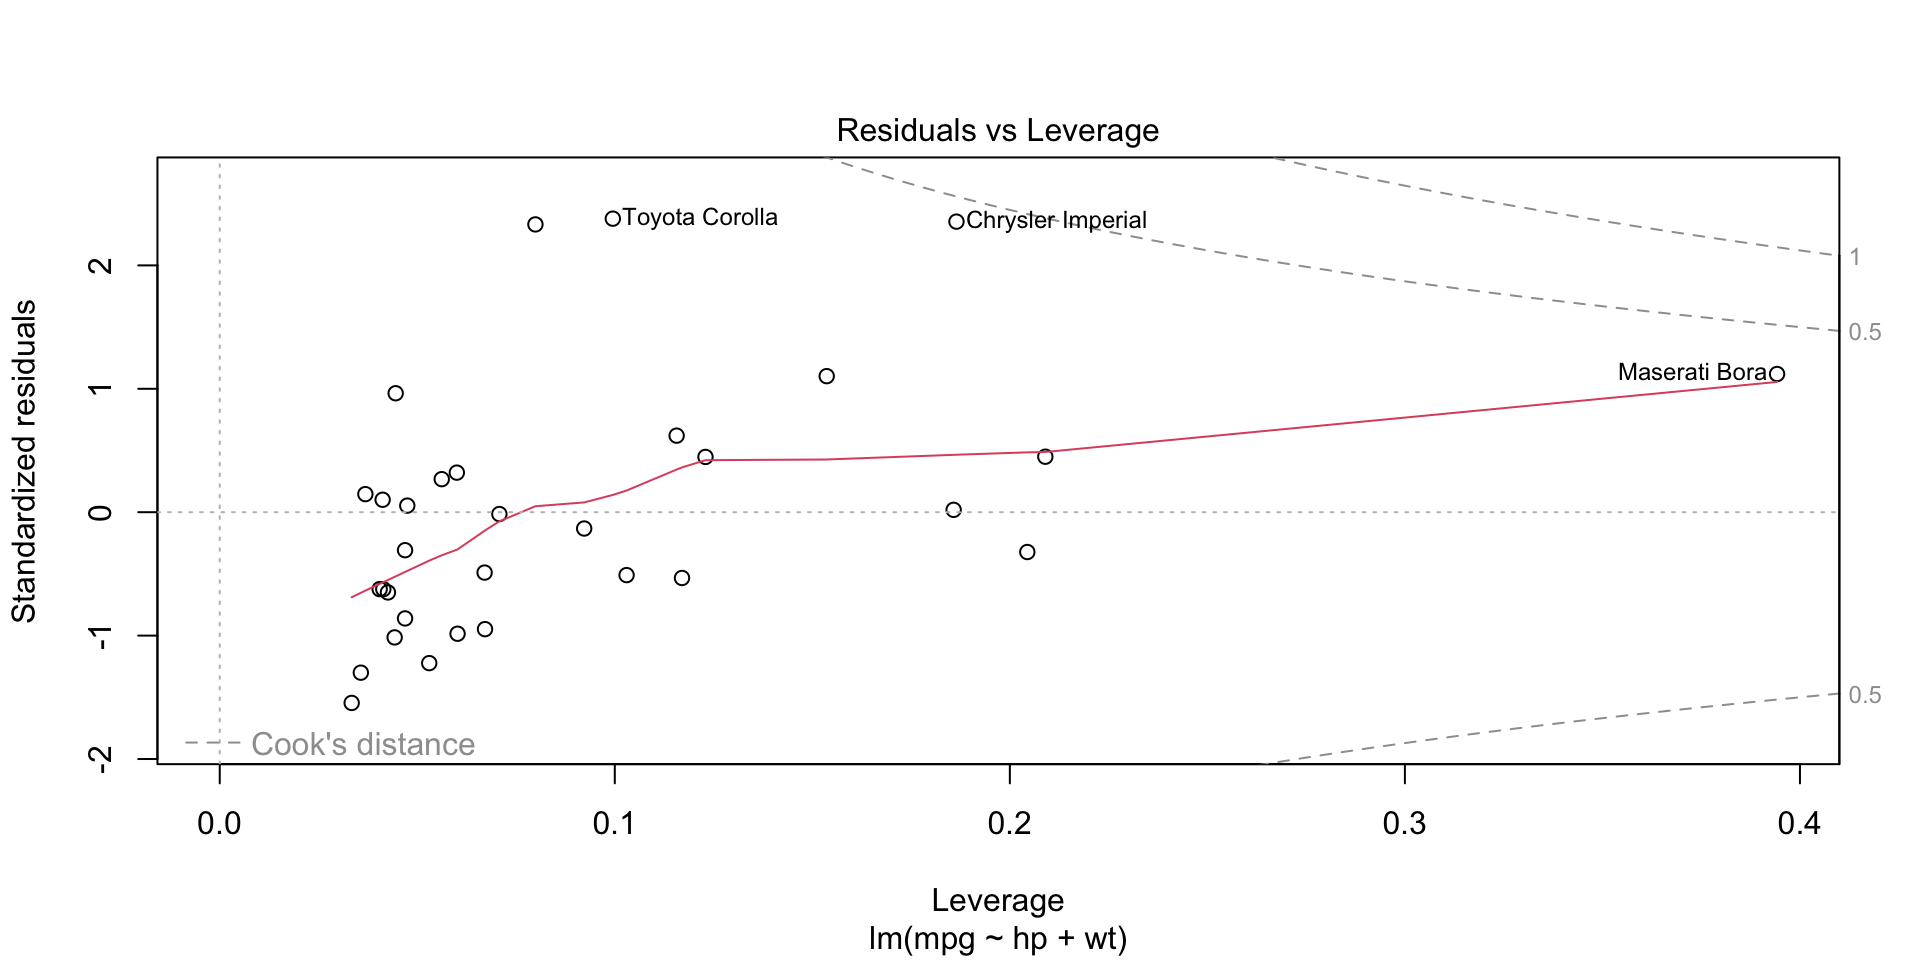 Residuals vs Leverage
Toyota Corolla
Chrysler Imperial
Maserati Bora
1
0.5
0.5
2
1
0
-1
-2
Standardized residuals
Cook's distance
0.0 0.1 0.2 0.3 0.4
Leverage
lm(mpg ~ hp + wt)